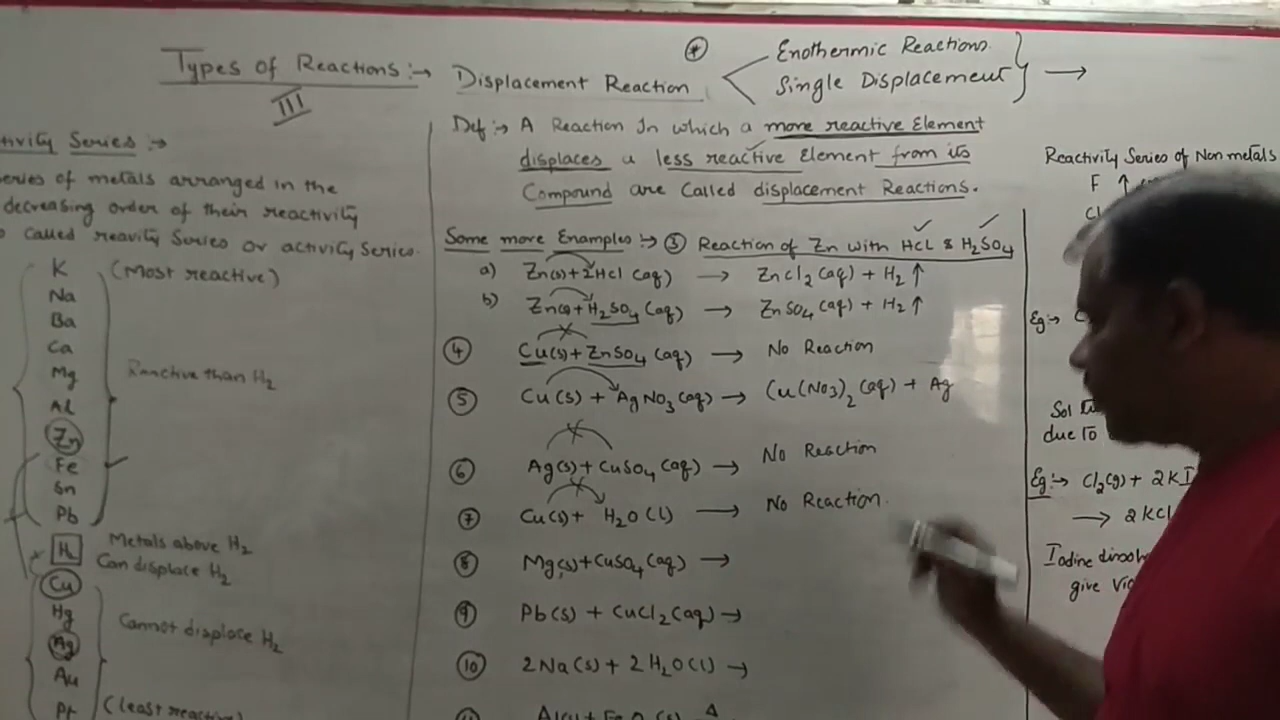 Types of Reactions :→ Displacement Reaction
III
* Enothermic Reactions
Single Displacement →
tivity Series :→
eries of metals arranged in the
decreasing order of their reactivity
called reavity Series or activity Series.
K (Most reactive)
Na
Ba
Ca
Mg Reactive than H2
Al
Zn
Fe
Sn
Pb
H2 Metals above H2
Can displace H2
Cu
Hg Cannot displace H2
Ag
Au
Pt (least reactive)
Def :→ A Reaction In which a more reactive Element
displaces a less reactive Element from its
Compound are Called displacement Reactions.
Some more Enamples :→ ③ Reaction of Zn with HCL & H2SO4
a) Zn(s) + 2HCl (aq) → ZnCl2 (aq) + H2 ↑
b) Zn(s) + H2SO4 (aq) → ZnSO4 (aq) + H2 ↑
④ Cu(s) + ZnSO4 (aq) → No Reaction
⑤ Cu(s) + AgNO3 (aq) → Cu(NO3)2 (aq) + Ag
⑥ Ag(s) + CuSO4 (aq) → No Reaction
⑦ Cu(s) + H2O (l) → No Reaction.
⑧ Mg(s) + CuSO4 (aq) →
⑨ Pb(s) + CuCl2 (aq) →
⑩ 2Na(s) + 2H2O (l) →
Reactivity Series of Non metals
F ↑
Cl
Eg :→
Sol
due to
Eg :→ Cl2(g) + 2KI
→ 2KCl
Iodine
give